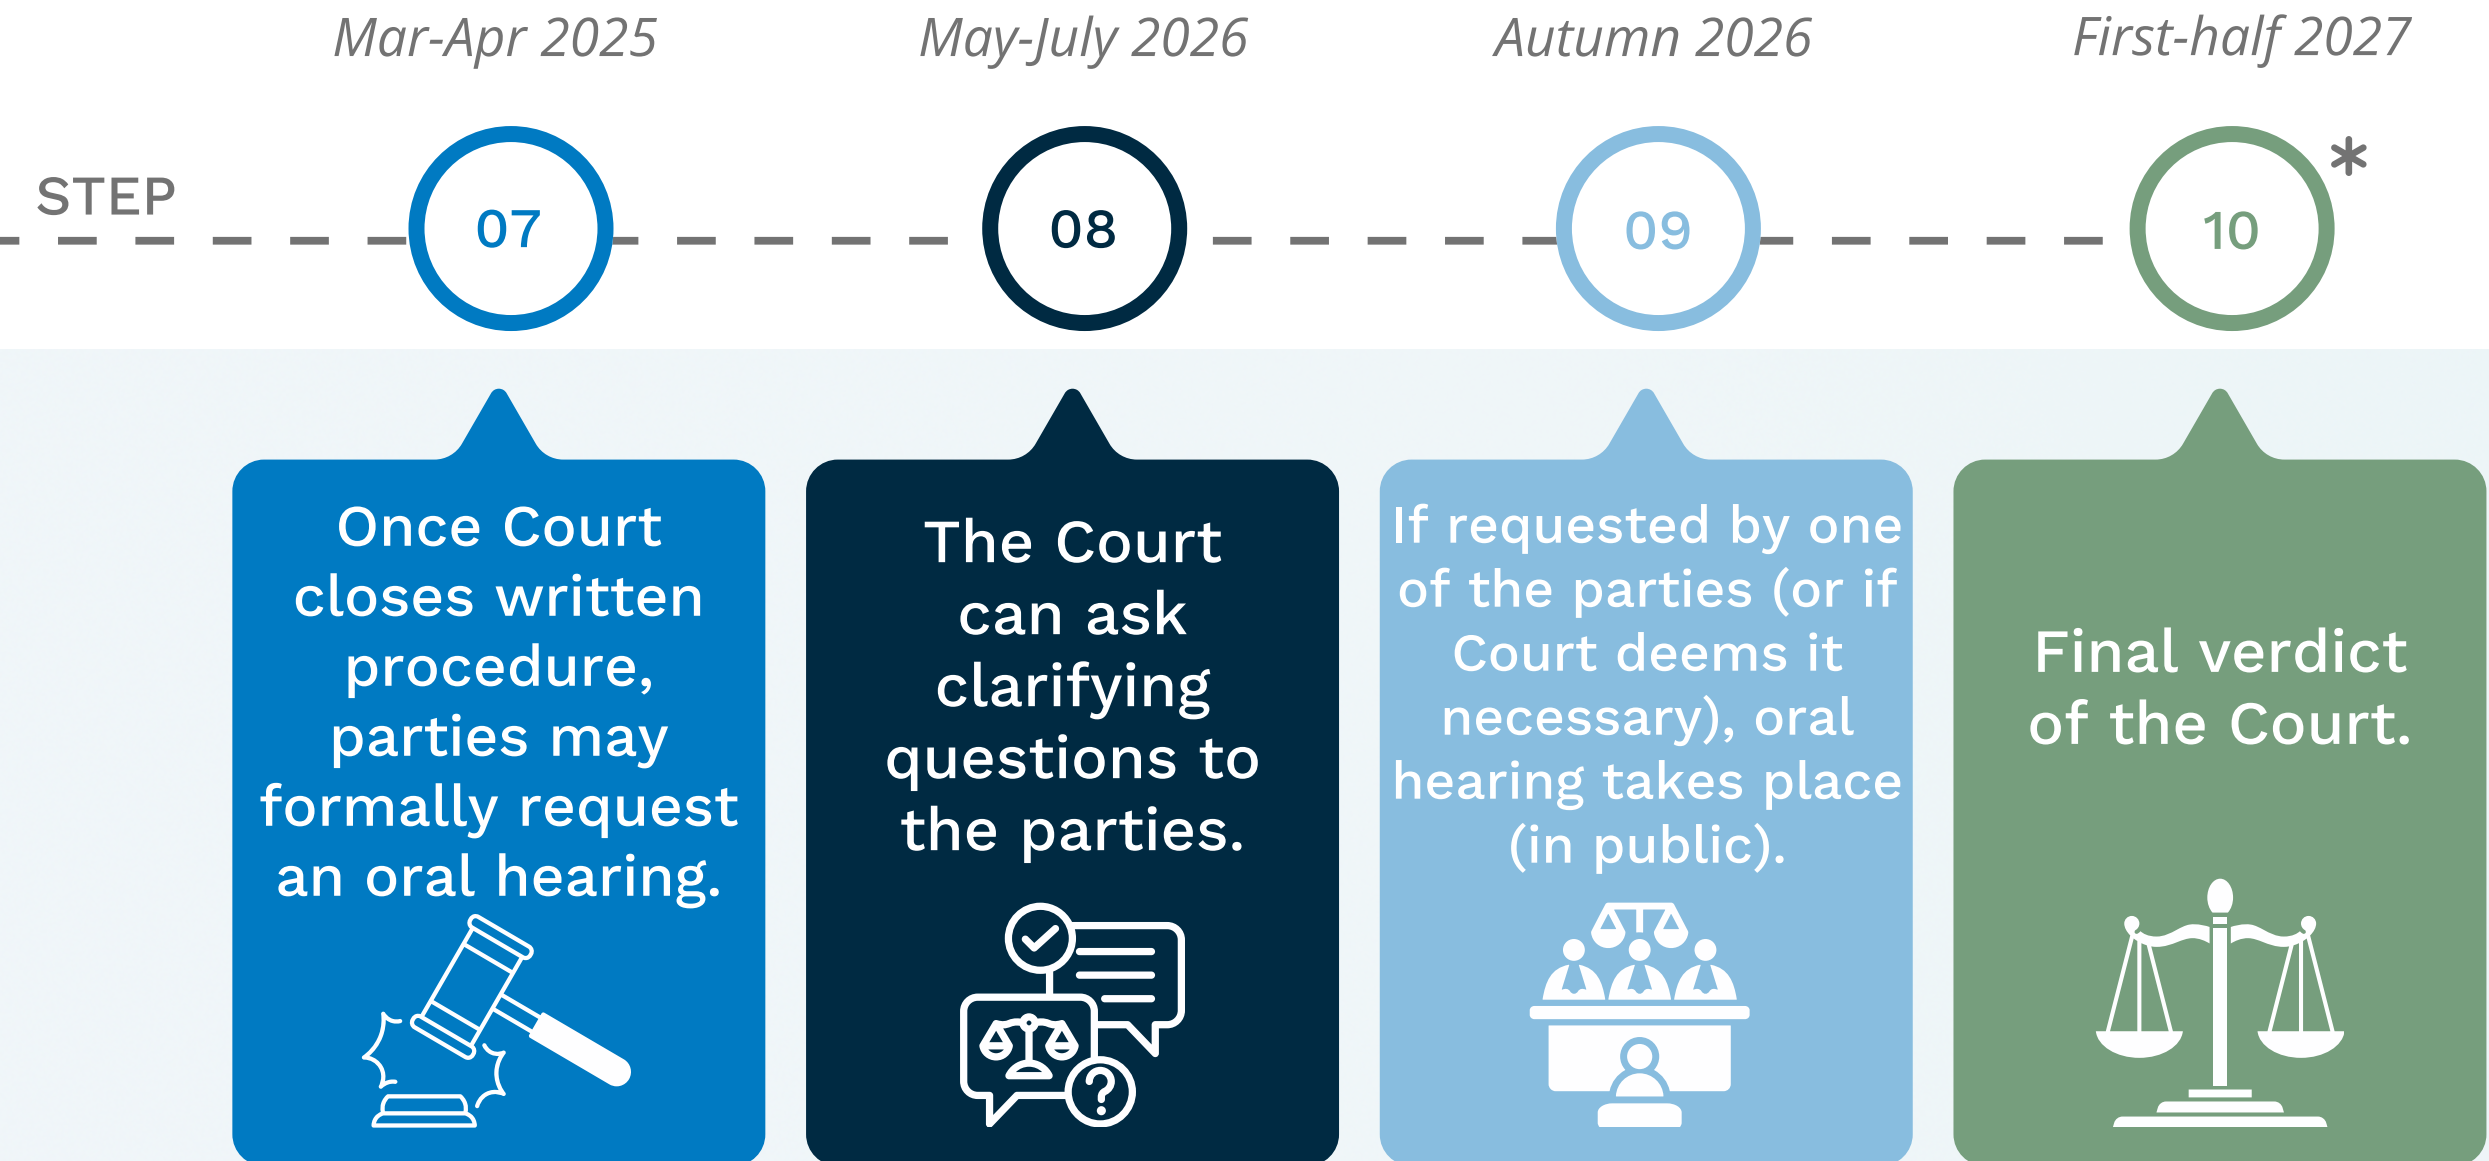 Mar-Apr 2025
May-July 2026
Autumn 2026
First-half 2027
STEP
07
08
09
10
*
Once Court
closes written
procedure,
parties may
formally request
an oral hearing.
The Court
can ask
clarifying
questions to
the parties.
If requested by one
of the parties (or if
Court deems it
necessary), oral
hearing takes place
(in public).
Final verdict
of the Court.
?